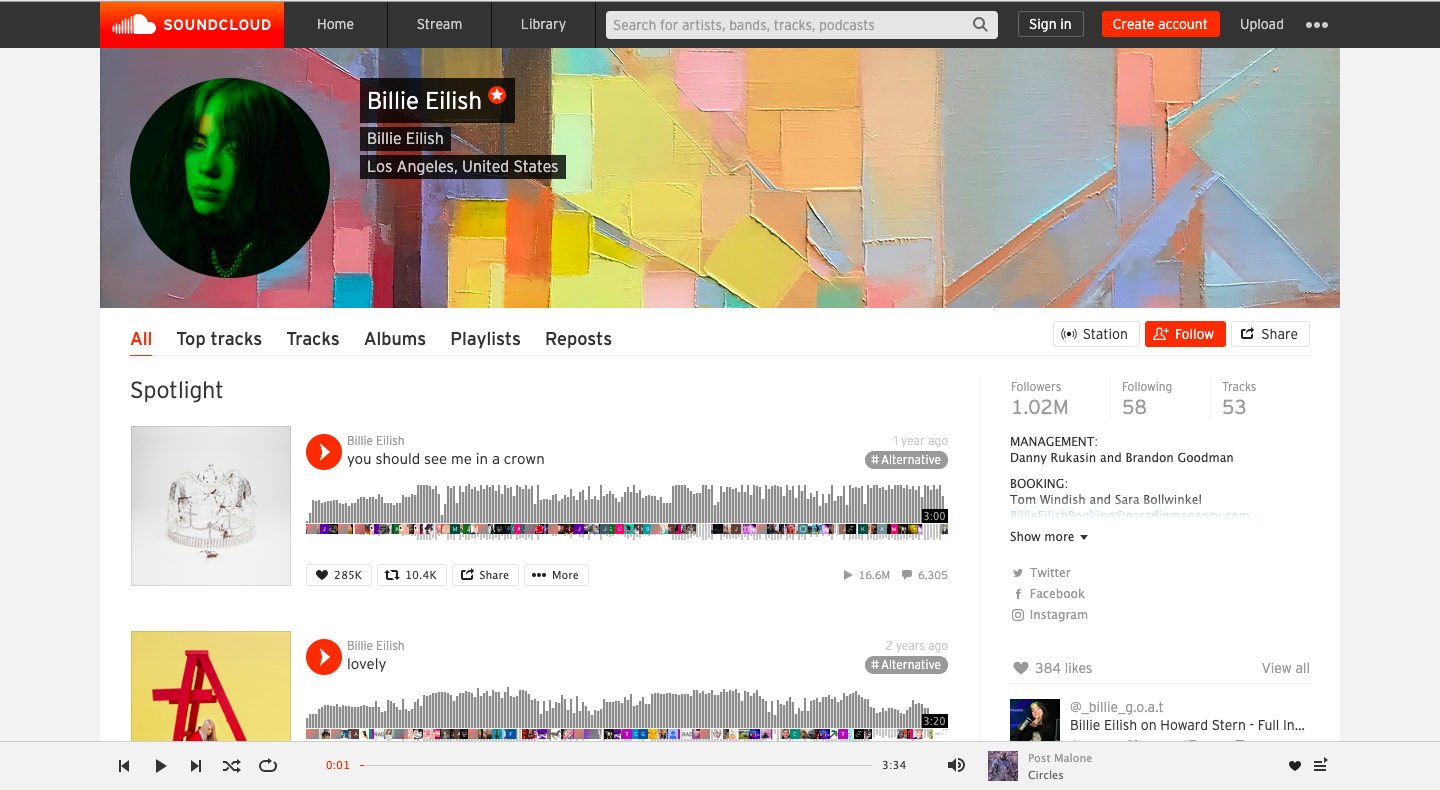 SOUNDCLOUD
Home
Stream
Library
Search for artists, bands, tracks, podcasts
Sign in
Create account
Upload
Billie Eilish
Billie Eilish
Los Angeles, United States
All
Top tracks
Tracks
Albums
Playlists
Reposts
Station
Follow
Share
Spotlight
Billie Eilish
1 year ago
you should see me in a crown
# Alternative
3:00
285K
10.4K
Share
More
16.6M
6,305
Billie Eilish
2 years ago
lovely
# Alternative
3:20
Followers
Following
Tracks
1.02M
58
53
MANAGEMENT:
Danny Rukasin and Brandon Goodman
BOOKING:
Tom Windish and Sara Bollwinkel
BillieEilishBooking@paradigmagency.com
Show more
Twitter
Facebook
Instagram
384 likes
View all
@_billie_g.o.a.t
Billie Eilish on Howard Stern - Full In...
0:01
3:34
Post Malone
Circles